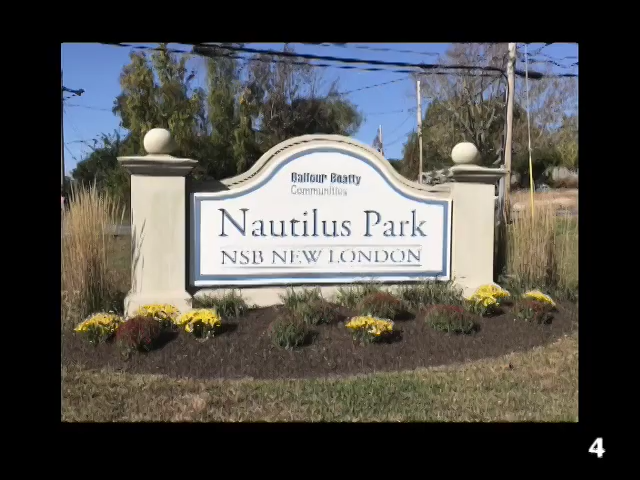 Balfour Beatty
Communities
Nautilus Park
NSB NEW LONDON
4